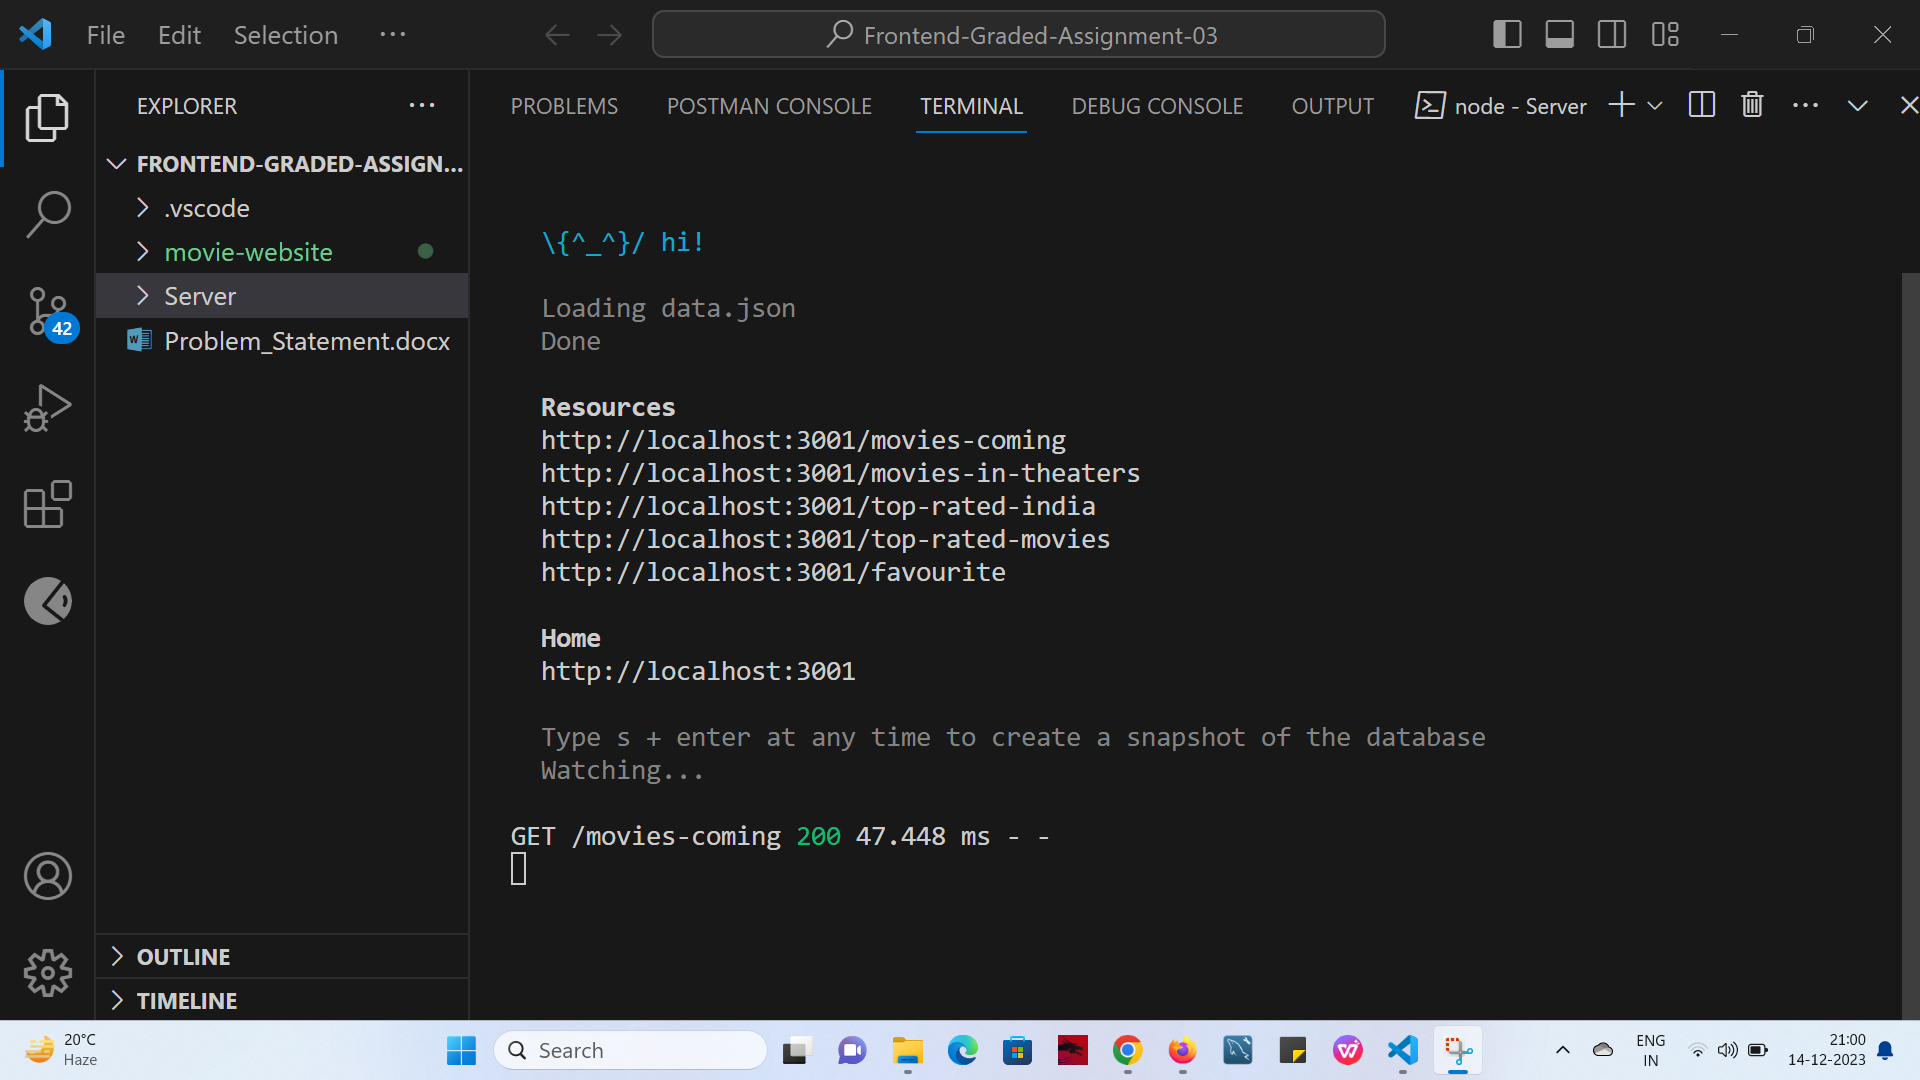 File Edit Selection ···
Frontend-Graded-Assignment-03
EXPLORER ···
FRONTEND-GRADED-ASSIGN...
.vscode
movie-website
Server
Problem_Statement.docx
42
OUTLINE
TIMELINE
PROBLEMS POSTMAN CONSOLE TERMINAL DEBUG CONSOLE OUTPUT node - Server
\{^_^}/ hi!
Loading data.json
Done
Resources
http://localhost:3001/movies-coming
http://localhost:3001/movies-in-theaters
http://localhost:3001/top-rated-india
http://localhost:3001/top-rated-movies
http://localhost:3001/favourite
Home
http://localhost:3001
Type s + enter at any time to create a snapshot of the database
Watching...
GET /movies-coming 200 47.448 ms - -
20°C
Haze
Search
ENG
IN
21:00
14-12-2023